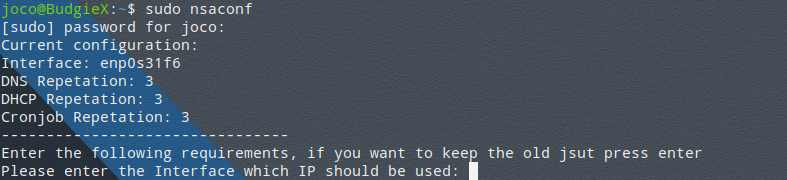 joco@BudgieX:~$ sudo nsaconf
[sudo] password for joco:
Current configuration:
Interface: enp0s31f6
DNS Repetation: 3
DHCP Repetation: 3
Cronjob Repetation: 3
--------------------------------
Enter the following requirements, if you want to keep the old jsut press enter
Please enter the Interface which IP should be used: